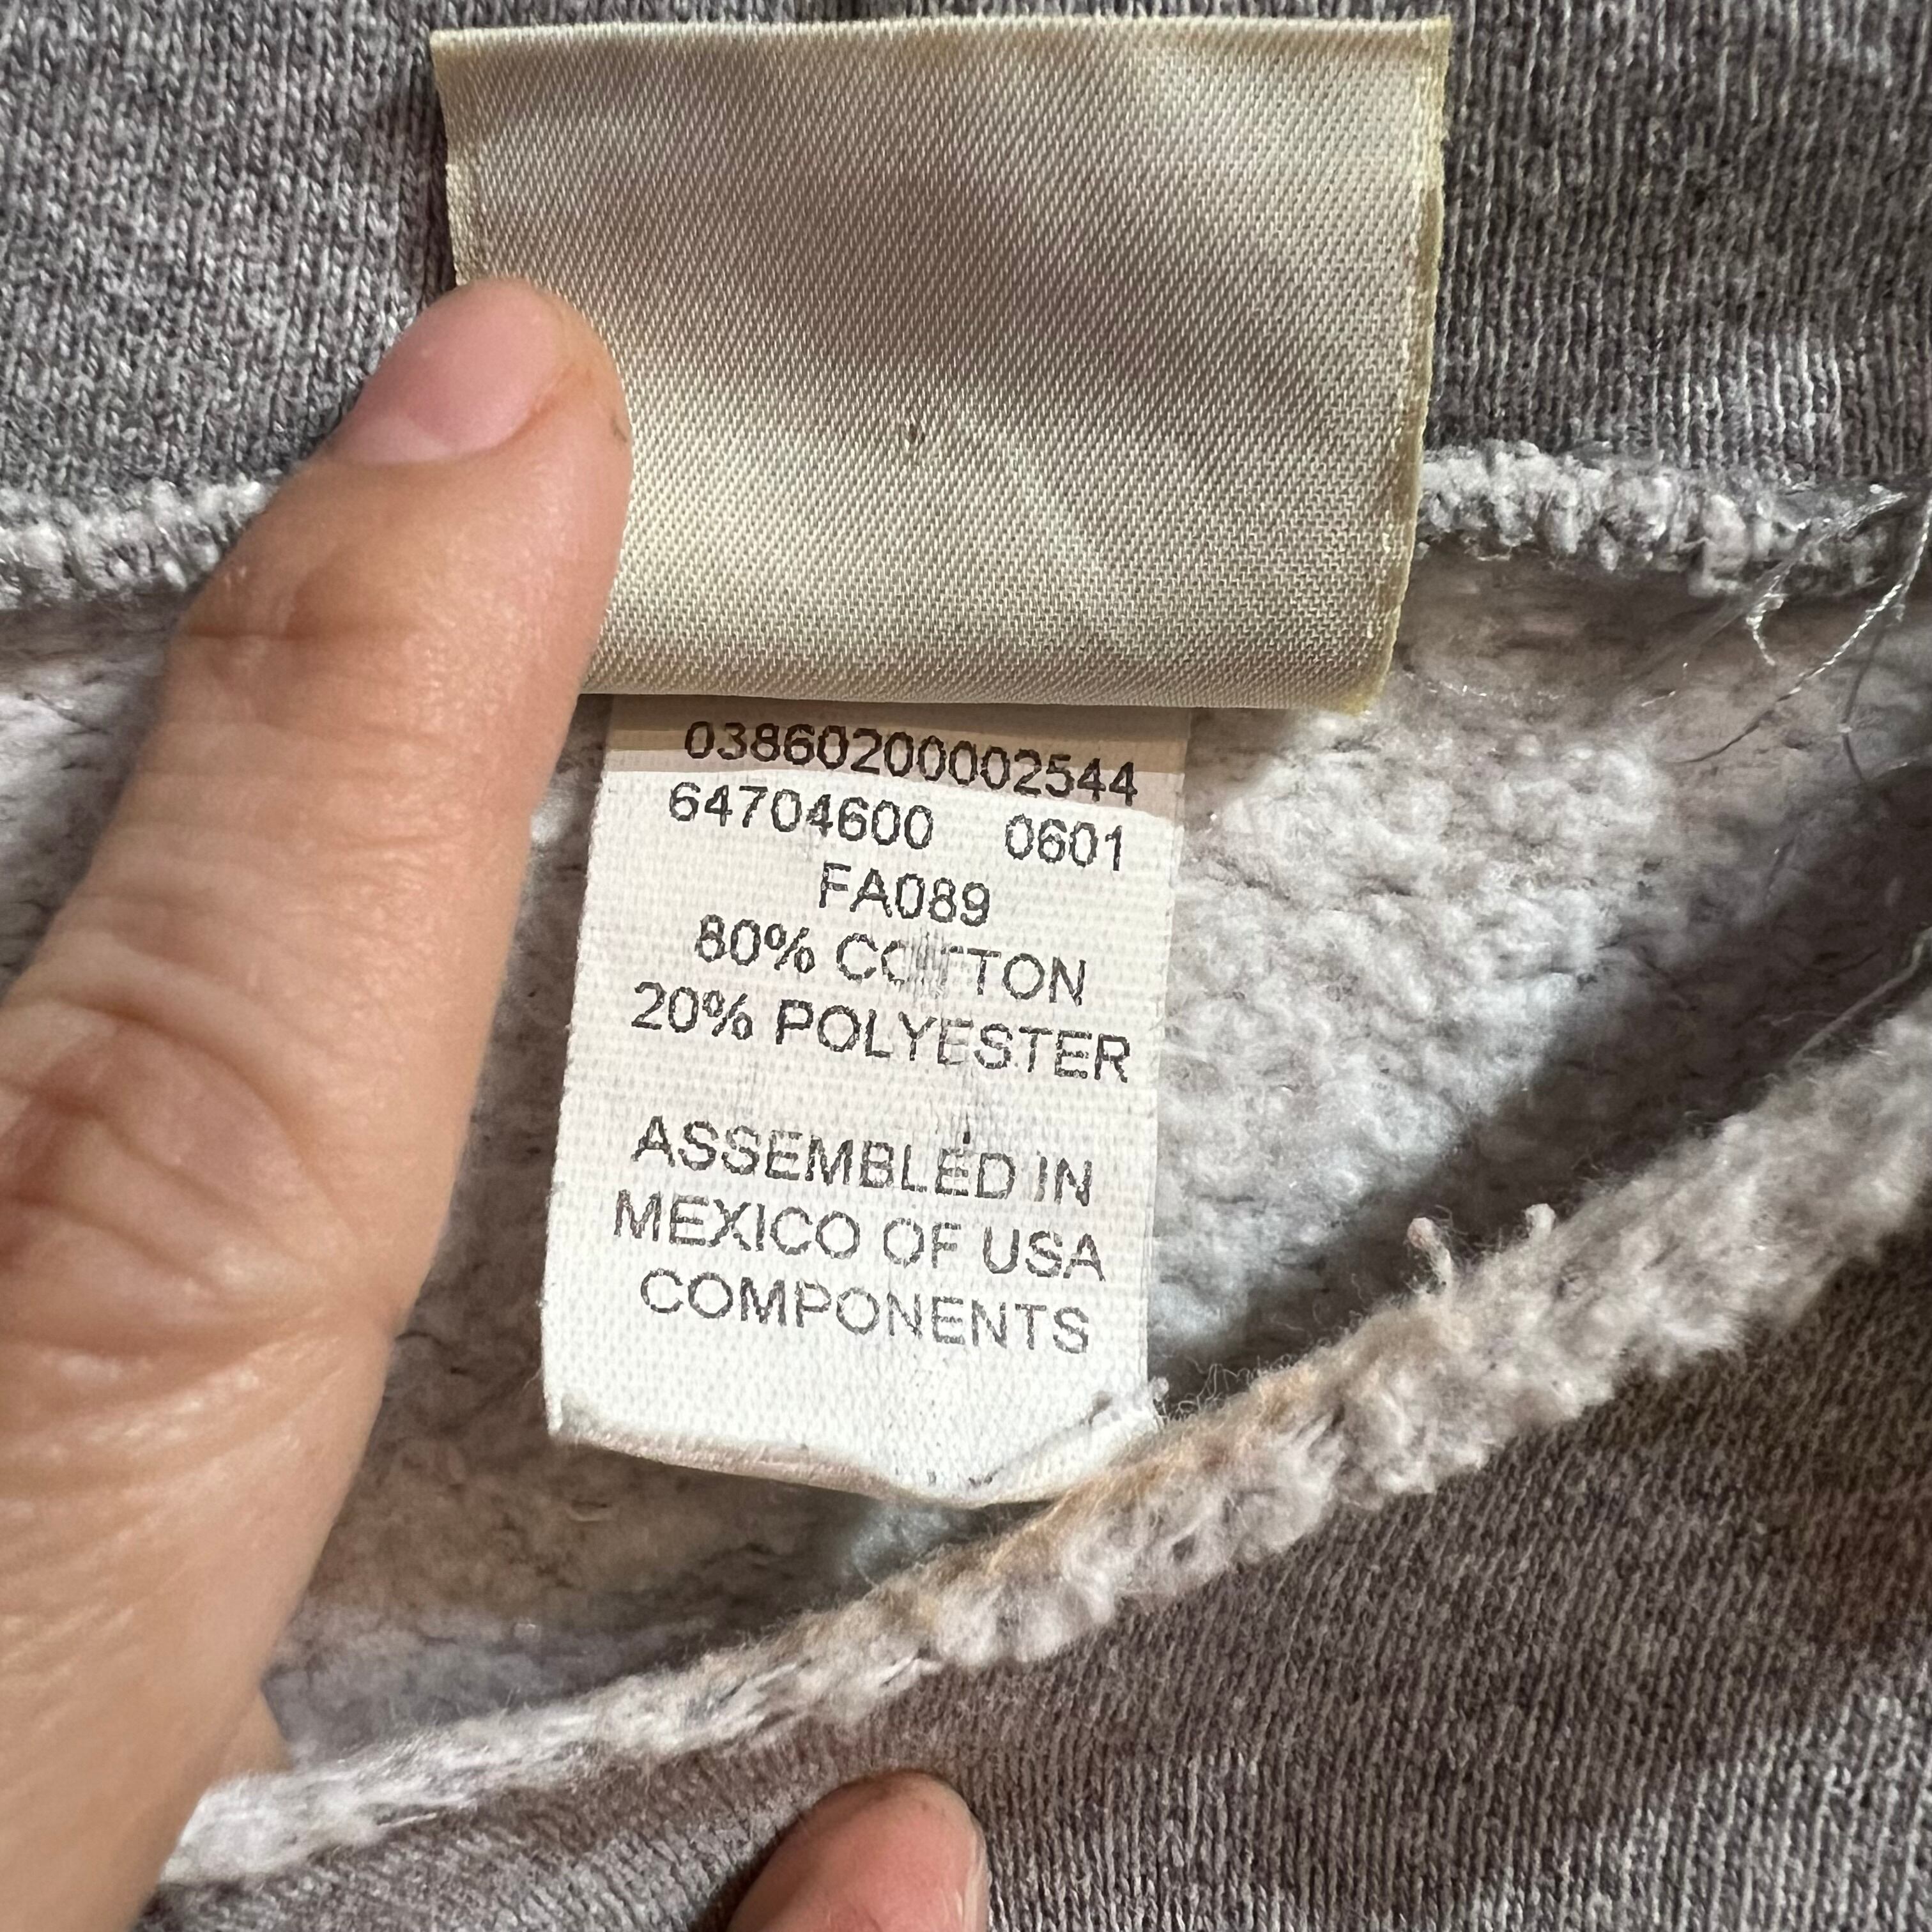 03860200002544
64704600 0601
FA089
80% COTTON
20% POLYESTER
ASSEMBLED IN
MEXICO OF USA
COMPONENTS